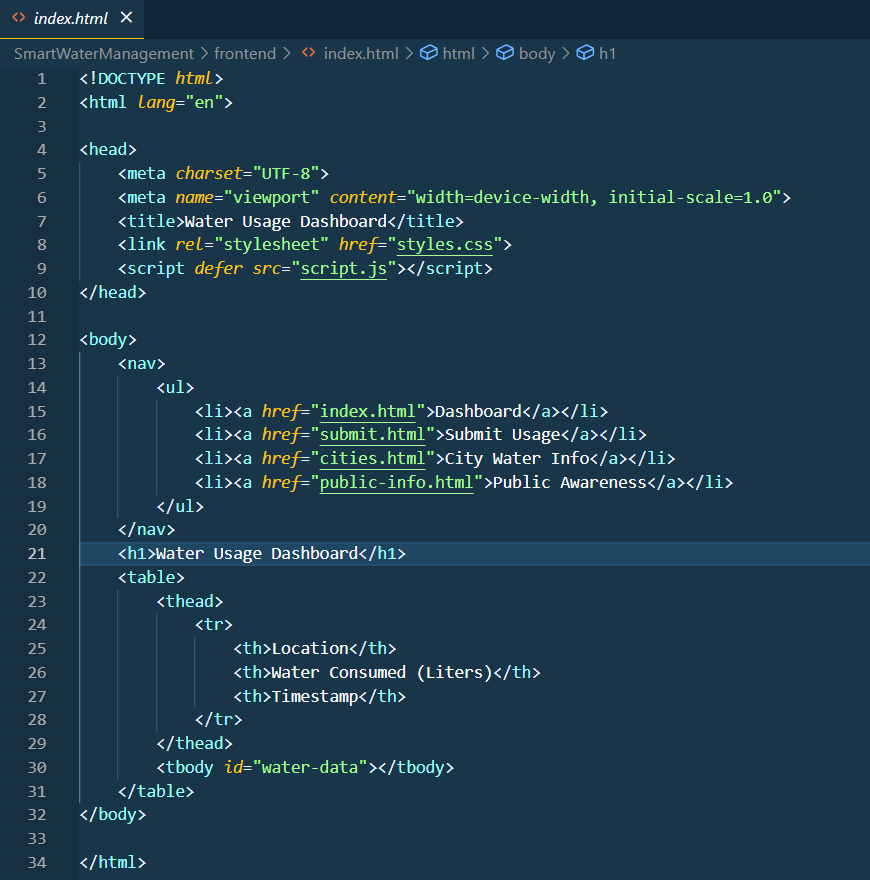 index.html
SmartWaterManagement > frontend > index.html > html > body > h1
1 <!DOCTYPE html>
2 <html lang="en">
3
4 <head>
5     <meta charset="UTF-8">
6     <meta name="viewport" content="width=device-width, initial-scale=1.0">
7     <title>Water Usage Dashboard</title>
8     <link rel="stylesheet" href="styles.css">
9     <script defer src="script.js"></script>
10 </head>
11
12 <body>
13     <nav>
14         <ul>
15             <li><a href="index.html">Dashboard</a></li>
16             <li><a href="submit.html">Submit Usage</a></li>
17             <li><a href="cities.html">City Water Info</a></li>
18             <li><a href="public-info.html">Public Awareness</a></li>
19         </ul>
20     </nav>
21     <h1>Water Usage Dashboard</h1>
22     <table>
23         <thead>
24             <tr>
25                 <th>Location</th>
26                 <th>Water Consumed (Liters)</th>
27                 <th>Timestamp</th>
28             </tr>
29         </thead>
30         <tbody id="water-data"></tbody>
31     </table>
32 </body>
33
34 </html>